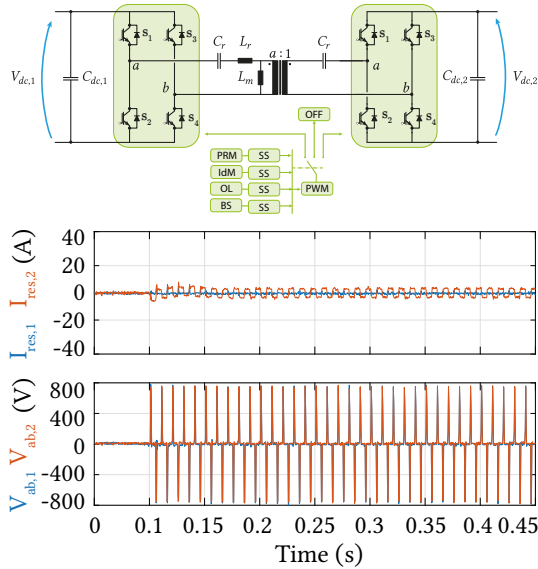 S1 S3 Cr Lr a : 1 Cr S1 S3
Vdc,1 Cdc,1 a Lm a Cdc,2 Vdc,2
b b
S2 S4 S2 S4
OFF
PRM SS
IdM SS
OL SS PWM
BS SS
Ires,1 Ires,2 (A)
40
20
0
-20
-40
Vab,1 Vab,2 (V)
800
400
0
-400
-800
0 0.1 0.15 0.2 0.25 0.3 0.35 0.4 0.45
Time (s)